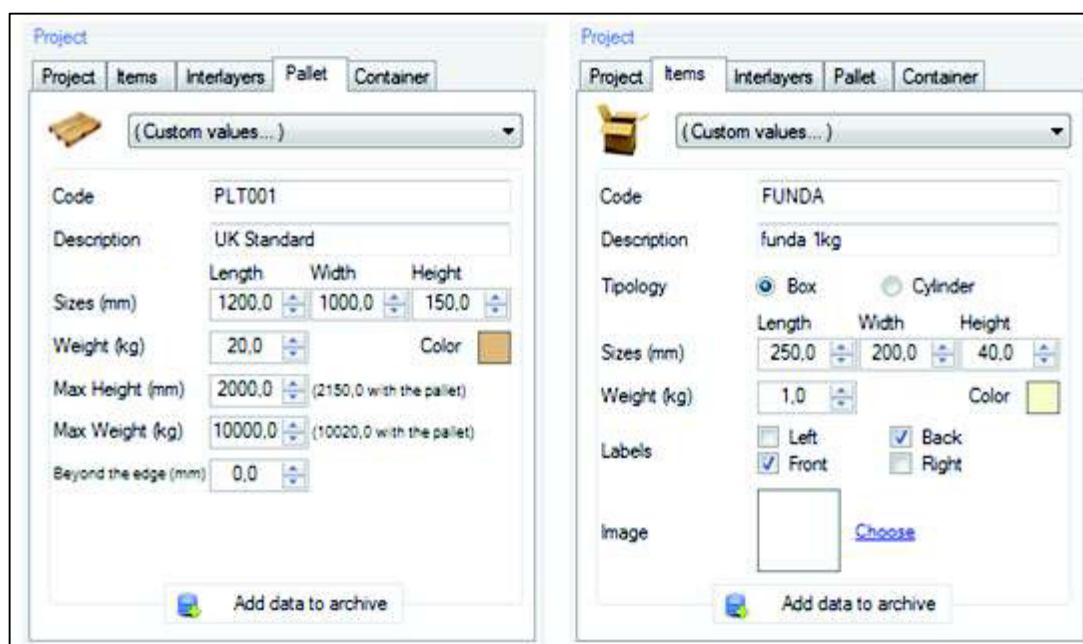 Project
Project Items Interlayers Pallet Container
(Custom values... )
Code PLT001
Description UK Standard
Length Width Height
Sizes (mm) 1200,0 1000,0 150,0
Weight (kg) 20,0 Color
Max Height (mm) 2000,0 (2150,0 with the pallet)
Max Weight (kg) 10000,0 (10020,0 with the pallet)
Beyond the edge (mm) 0,0
Add data to archive
Project
Project Items Interlayers Pallet Container
(Custom values... )
Code FUNDA
Description funda 1kg
Tipology Box Cylinder
Length Width Height
Sizes (mm) 250,0 200,0 40,0
Weight (kg) 1,0 Color
Labels Left Back
Front Right
Image Choose
Add data to archive